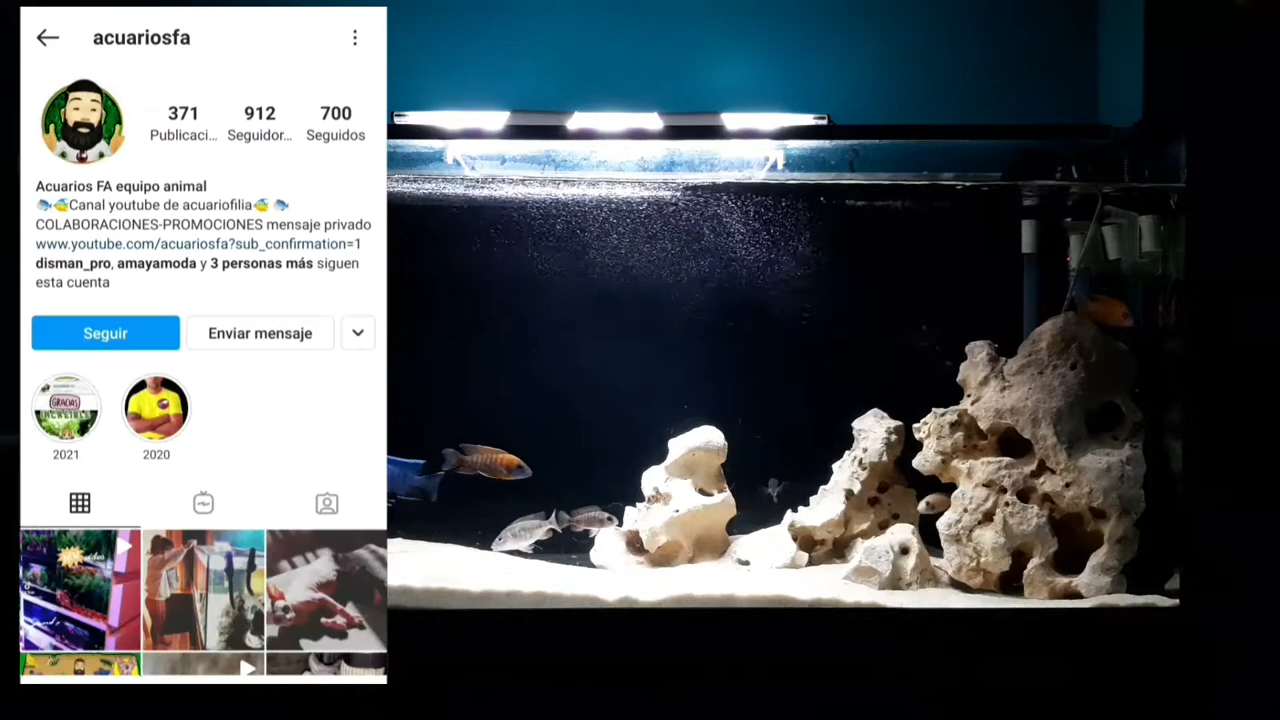 acuariosfa
371 912 700
Publicaci... Seguidor... Seguidos
Acuarios FA equipo animal
🐟🐠Canal youtube de acuariofilia🐠 🐟
COLABORACIONES-PROMOCIONES mensaje privado
www.youtube.com/acuariosfa?sub_confirmation=1
disman_pro, amayamoda y 3 personas más siguen
esta cuenta
Seguir Enviar mensaje
GRACIAS
INCREIBLE
2021 2020